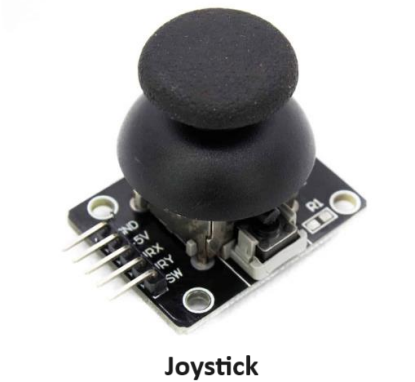 GND
+5V
VRX
VRY
SW
R1
Joystick